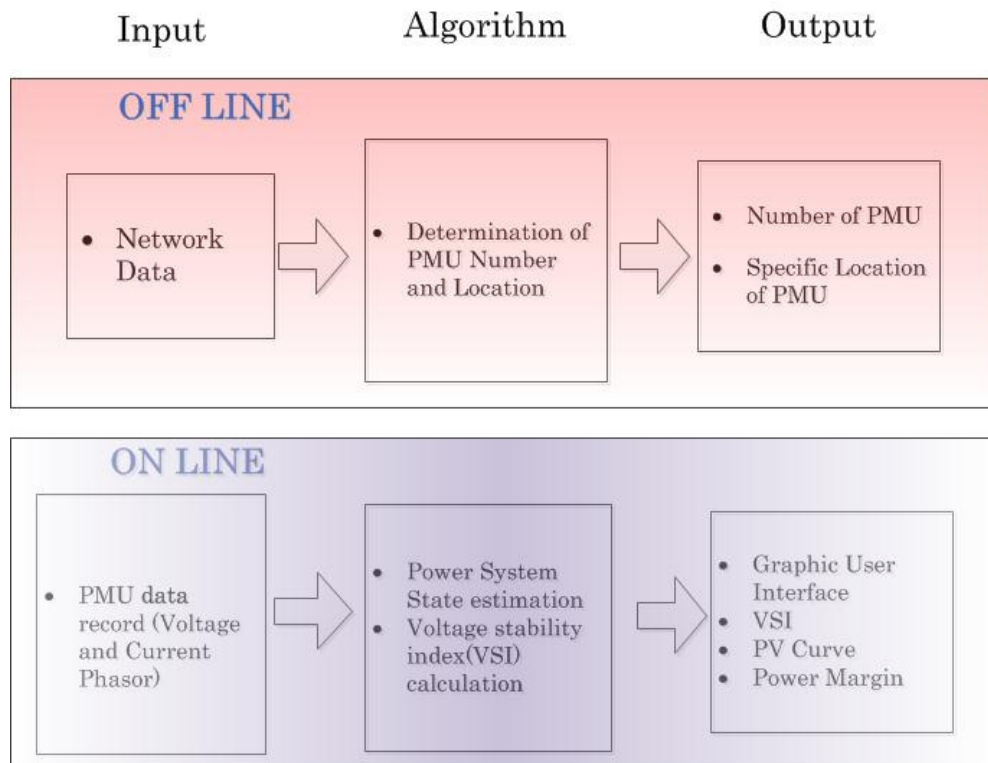 Input
Algorithm
Output
OFF LINE
• Network
Data
• Determination of
PMU Number
and Location
• Number of PMU
• Specific Location
of PMU
ON LINE
• PMU data
record (Voltage
and Current
Phasor)
• Power System
State estimation
• Voltage stability
index(VSI)
calculation
• Graphic User
Interface
• VSI
• PV Curve
• Power Margin